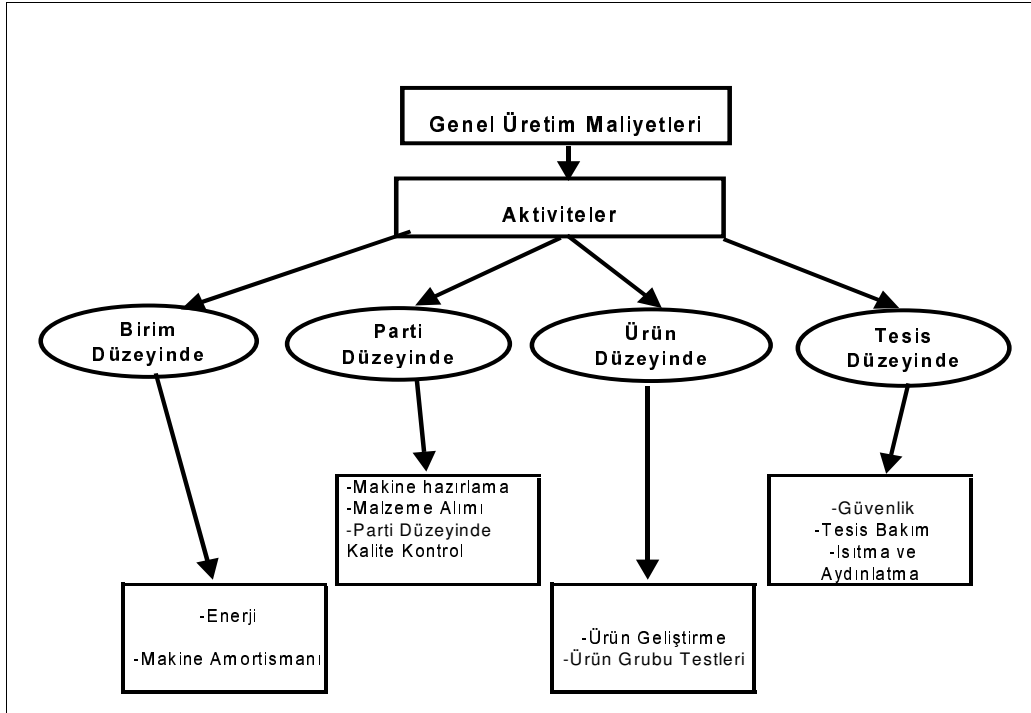 Genel Üretim Maliyetleri
Aktiviteler
Birim
Düzeyinde
Parti
Düzeyinde
Ürün
Düzeyinde
Tesis
Düzeyinde
-Makine hazırlama
-Malzeme Alımı
-Parti Düzeyinde
Kalite Kontrol
-Güvenlik
-Tesis Bakım
-Isıtma ve
Aydınlatma
-Enerji
-Makine Amortismanı
-Ürün Geliştirme
-Ürün Grubu Testleri